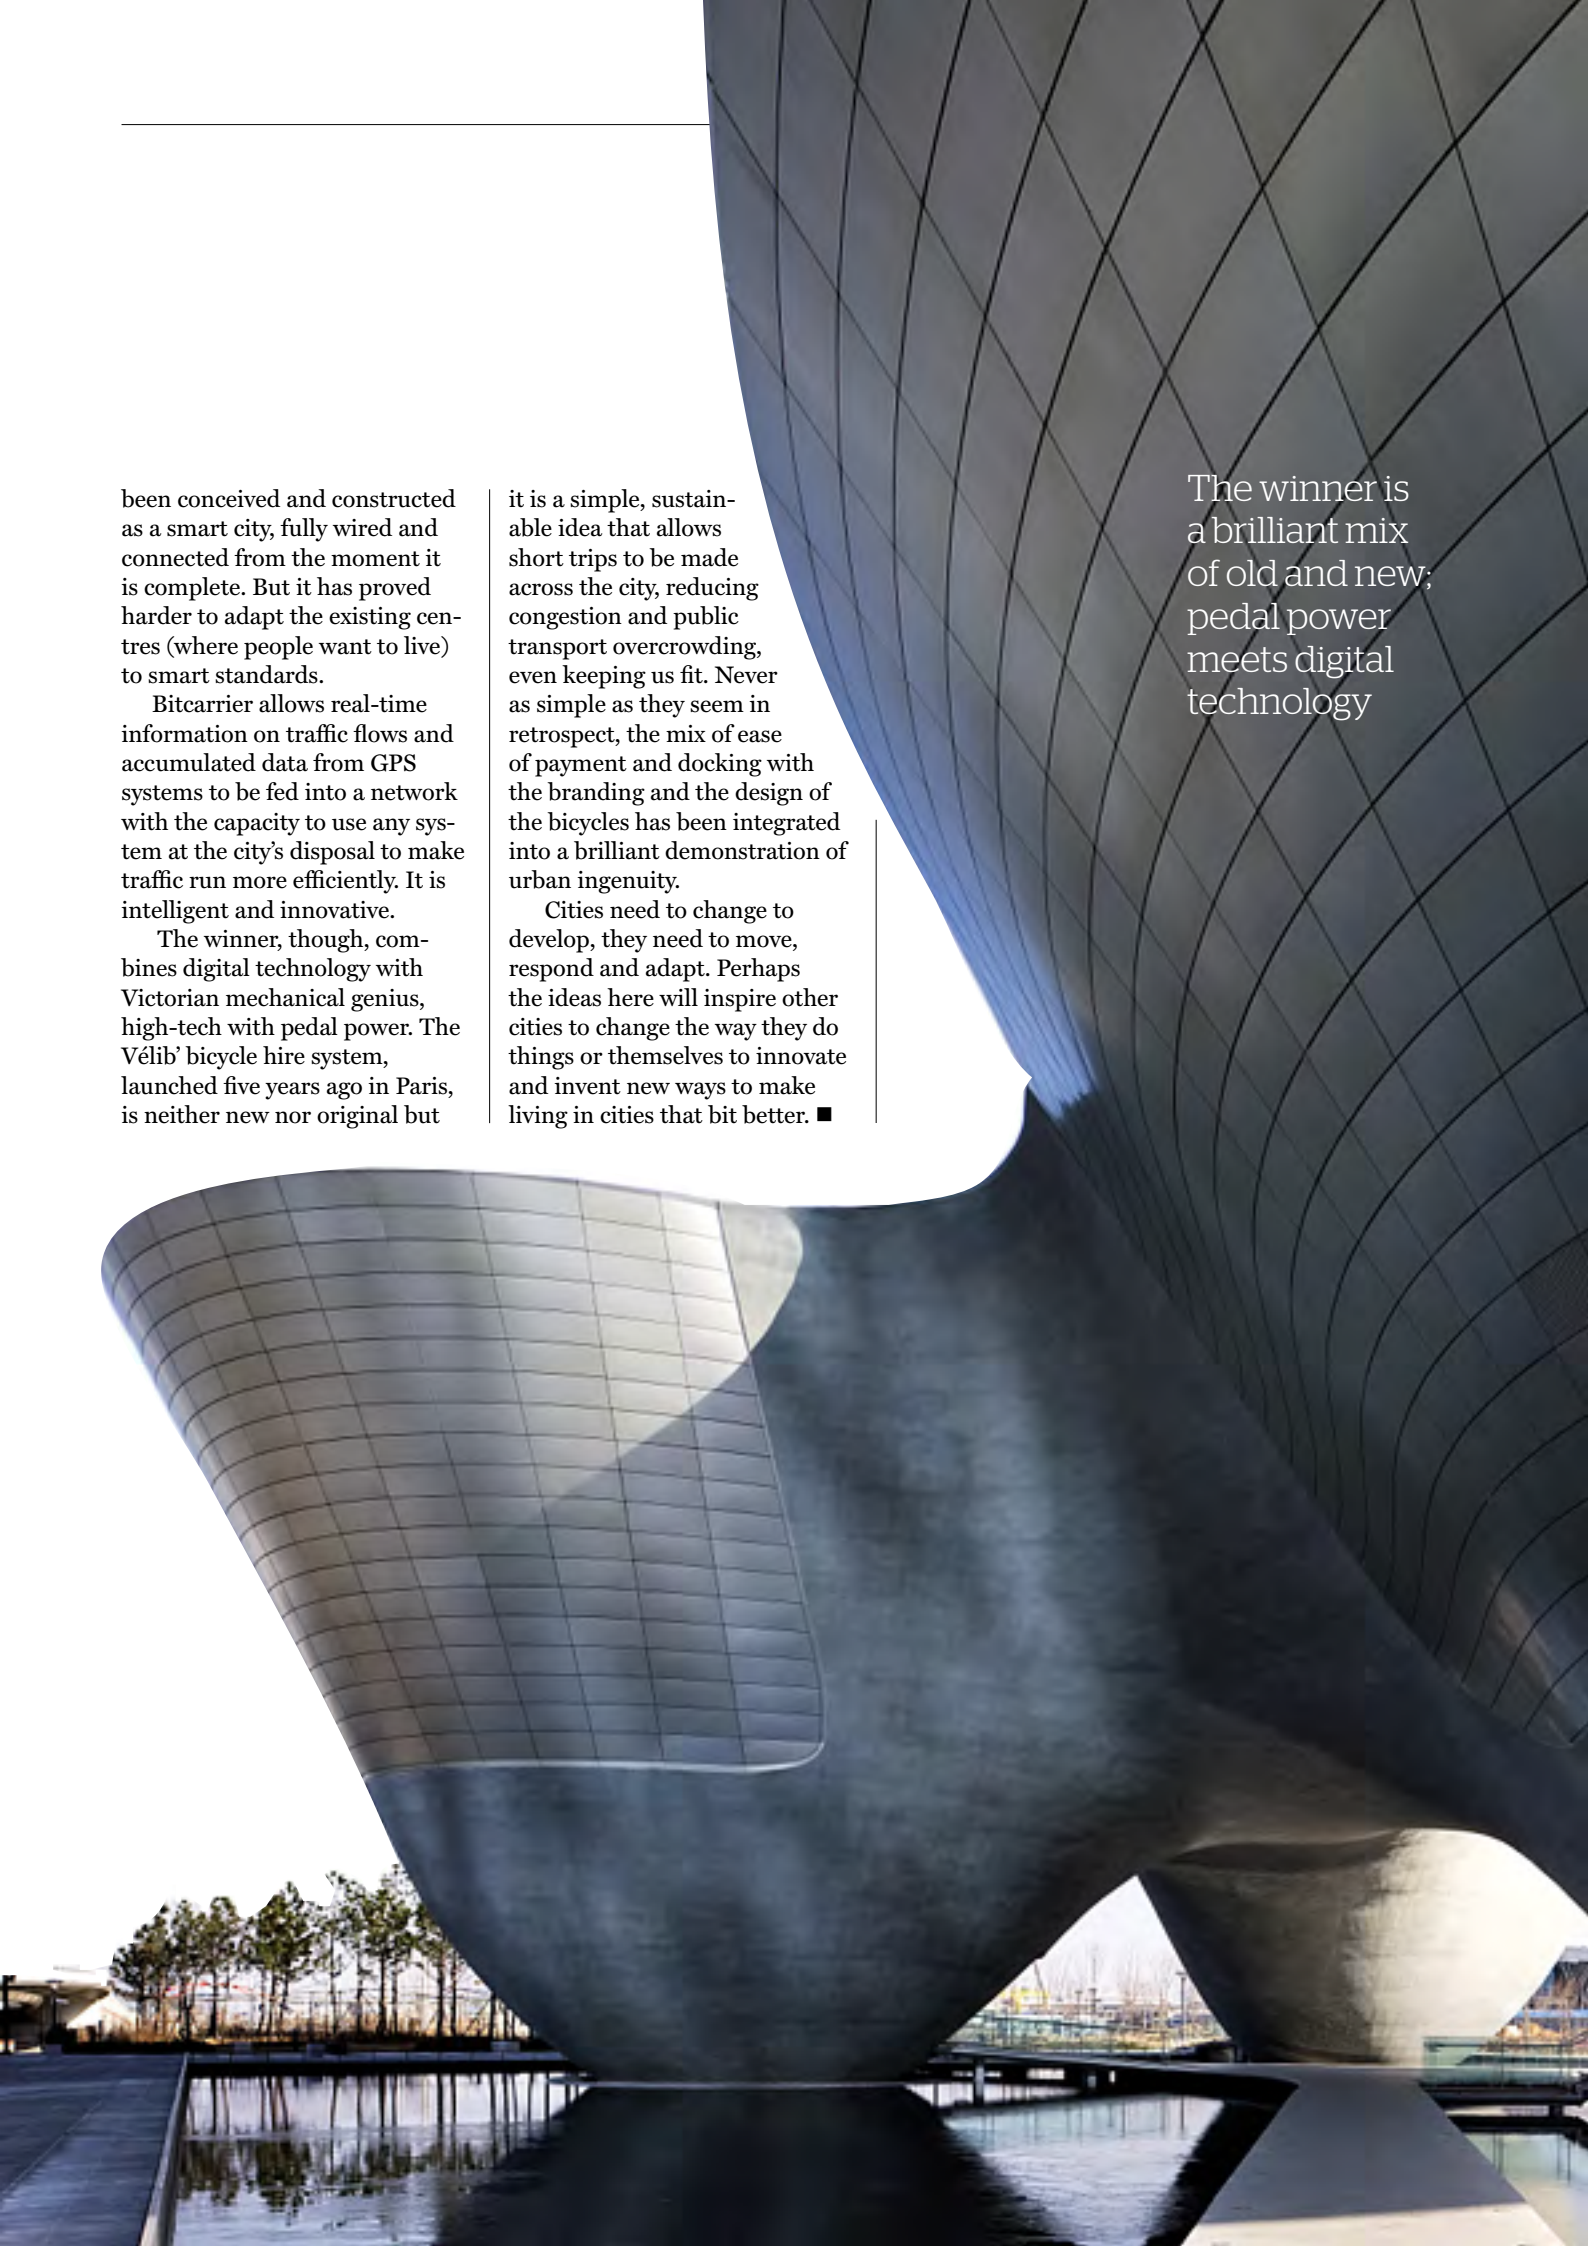 been conceived and constructed
as a smart city, fully wired and
connected from the moment it
is complete. But it has proved
harder to adapt the existing cen-
tres (where people want to live)
to smart standards.
Bitcarrier allows real-time
information on traffic flows and
accumulated data from GPS
systems to be fed into a network
with the capacity to use any sys-
tem at the city’s disposal to make
traffic run more efficiently. It is
intelligent and innovative.
The winner, though, com-
bines digital technology with
Victorian mechanical genius,
high-tech with pedal power. The
Vélib’ bicycle hire system,
launched five years ago in Paris,
is neither new nor original but
it is a simple, sustain-
able idea that allows
short trips to be made
across the city, reducing
congestion and public
transport overcrowding,
even keeping us fit. Never
as simple as they seem in
retrospect, the mix of ease
of payment and docking with
the branding and the design of
the bicycles has been integrated
into a brilliant demonstration of
urban ingenuity.
Cities need to change to
develop, they need to move,
respond and adapt. Perhaps
the ideas here will inspire other
cities to change the way they do
things or themselves to innovate
and invent new ways to make
living in cities that bit better. ■
The winner is
a brilliant mix
of old and new;
pedal power
meets digital
technology